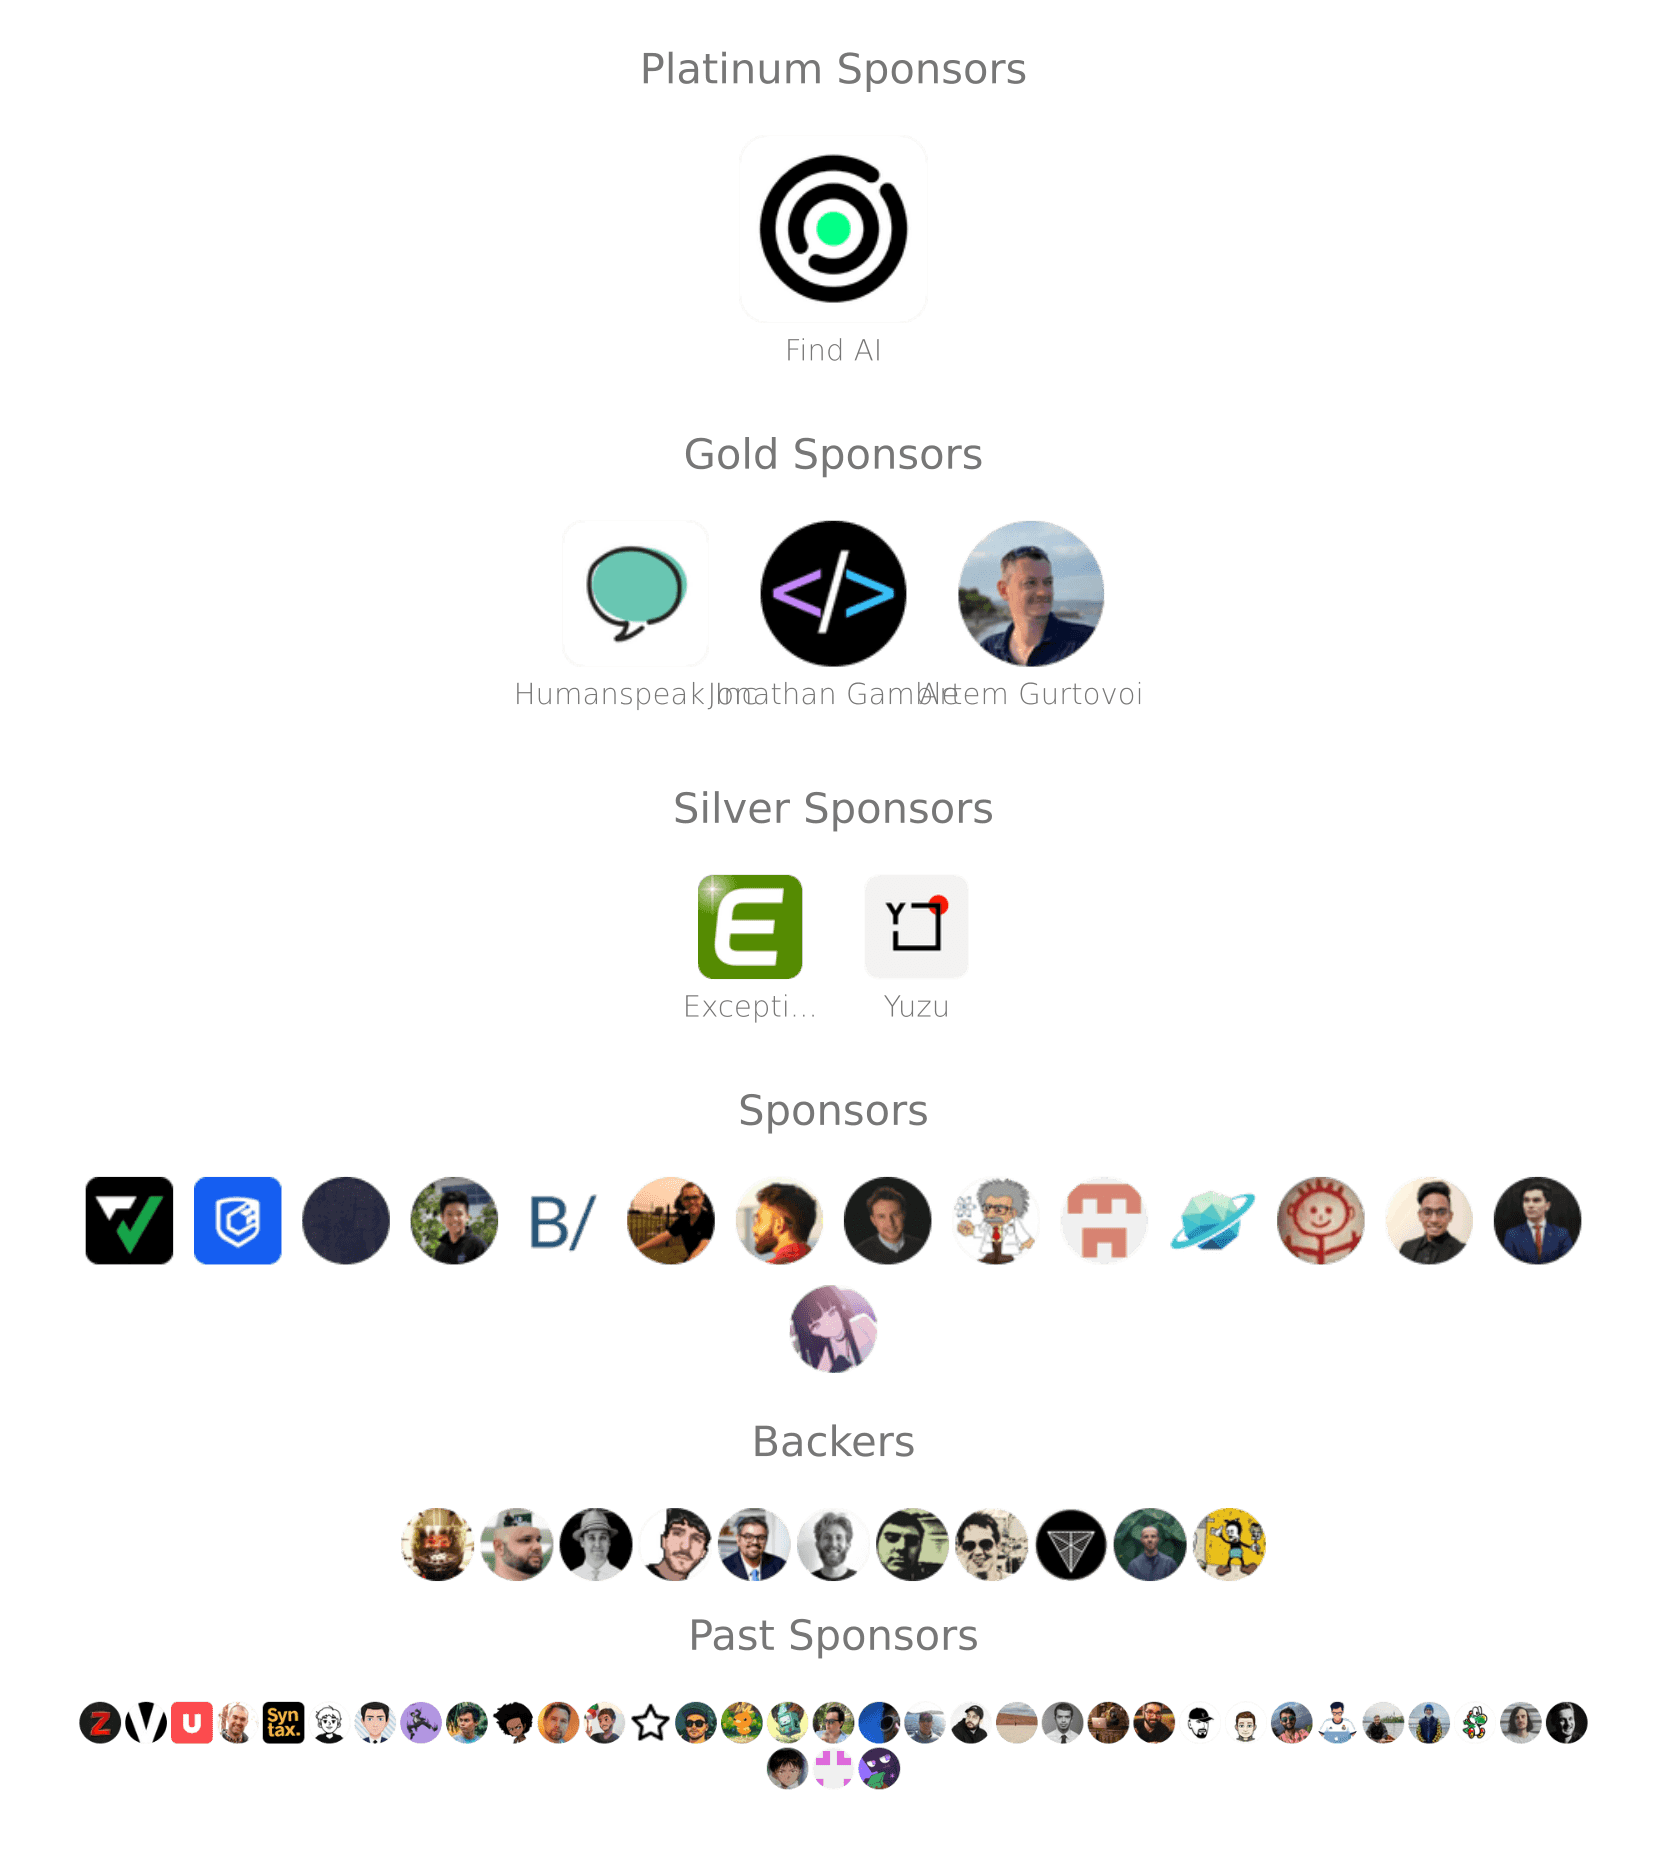 Platinum Sponsors
Find AI
Gold Sponsors
Humanspeak Inc Jonathan Gamble Artem Gurtovoi
Silver Sponsors
E Y
Excepti... Yuzu
Sponsors
B/
Backers
Past Sponsors
Z V U Syn
tax.